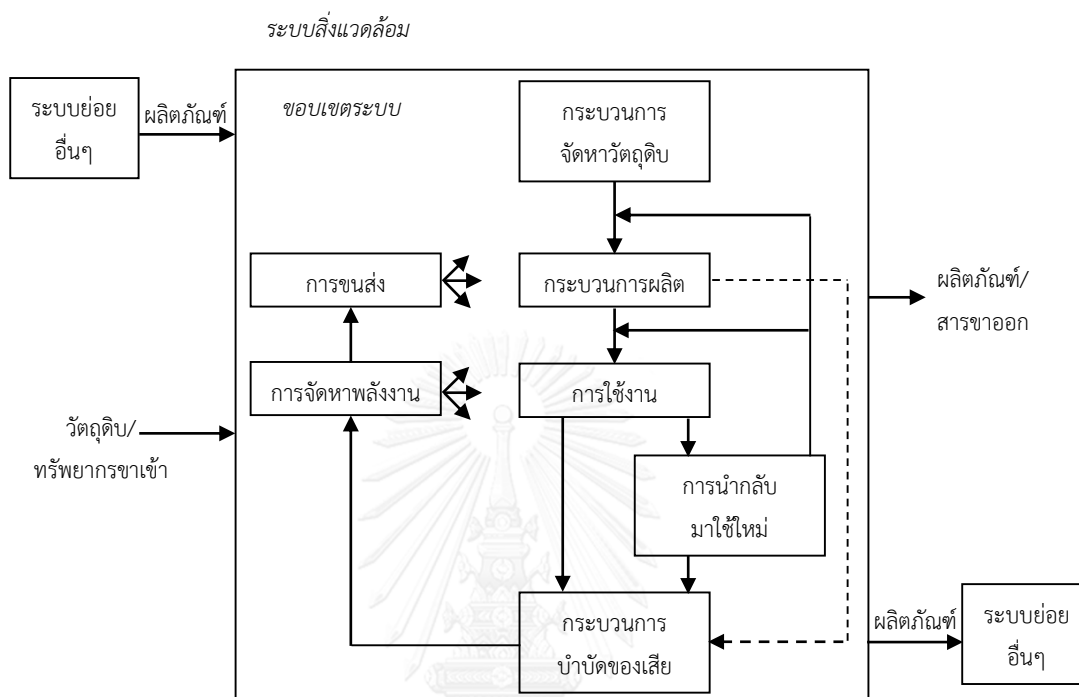 ระบบสิ่งแวดล้อม
ระบบย่อย
อื่นๆ
ผลิตภัณฑ์
ขอบเขตระบบ
กระบวนการ
จัดหาวัตถุดิบ
การขนส่ง
กระบวนการผลิต
ผลิตภัณฑ์/
สารขาออก
การจัดหาพลังงาน
การใช้งาน
วัตถุดิบ/
ทรัพยากรขาเข้า
การนำกลับ
มาใช้ใหม่
กระบวนการ
บำบัดของเสีย
ผลิตภัณฑ์
ระบบย่อย
อื่นๆ